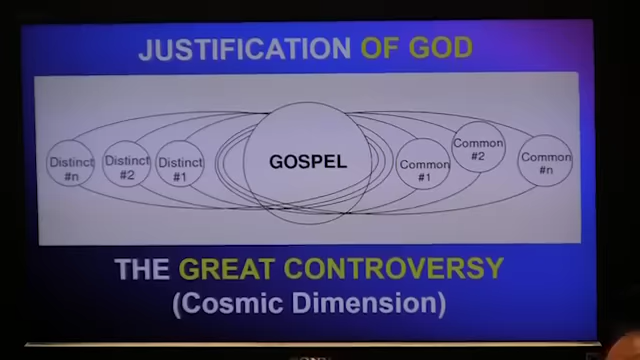 JUSTIFICATION OF GOD
Distinct
#n
Distinct
#2
Distinct
#1
GOSPEL
Common
#1
Common
#2
Common
#n
THE GREAT CONTROVERSY
(Cosmic Dimension)